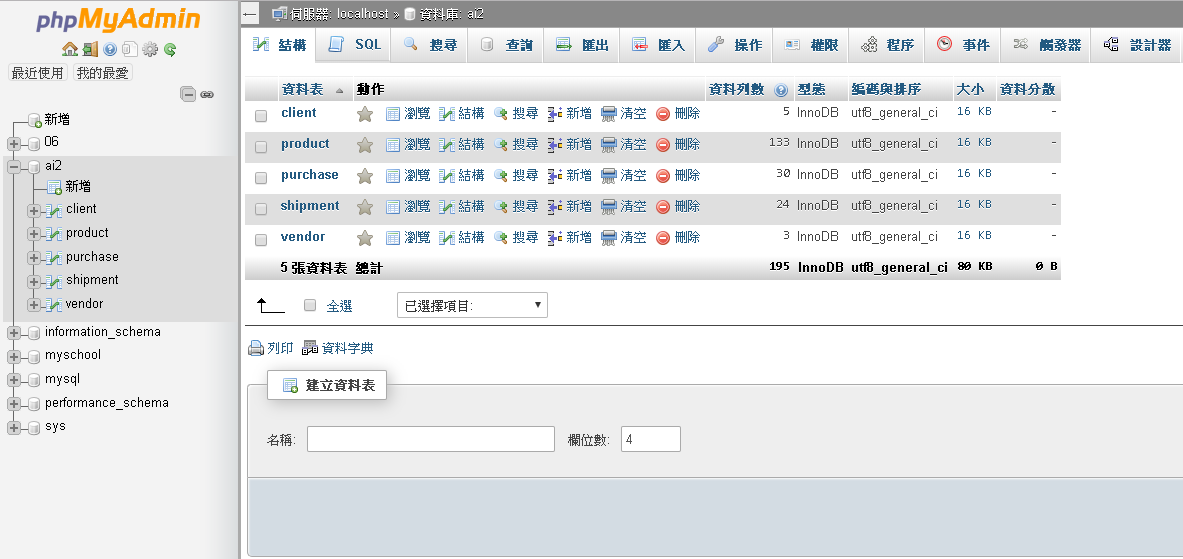 phpMyAdmin
最近使用 我的最愛
新增
06
ai2
新增
client
product
purchase
shipment
vendor
information_schema
myschool
mysql
performance_schema
sys
伺服器: localhost » 資料庫: ai2
結構 SQL 搜尋 查詢 匯出 匯入 操作 權限 程序 事件 觸發器 設計器
資料表 動作 資料列數 型態 編碼與排序 大小 資料分散
client 瀏覽 結構 搜尋 新增 清空 刪除 5 InnoDB utf8_general_ci 16 KB -
product 瀏覽 結構 搜尋 新增 清空 刪除 133 InnoDB utf8_general_ci 16 KB -
purchase 瀏覽 結構 搜尋 新增 清空 刪除 30 InnoDB utf8_general_ci 16 KB -
shipment 瀏覽 結構 搜尋 新增 清空 刪除 24 InnoDB utf8_general_ci 16 KB -
vendor 瀏覽 結構 搜尋 新增 清空 刪除 3 InnoDB utf8_general_ci 16 KB -
5 張資料表 總計 195 InnoDB utf8_general_ci 80 KB 0 B
全選 已選擇項目:
列印 資料字典
建立資料表
名稱: 欄位數: 4